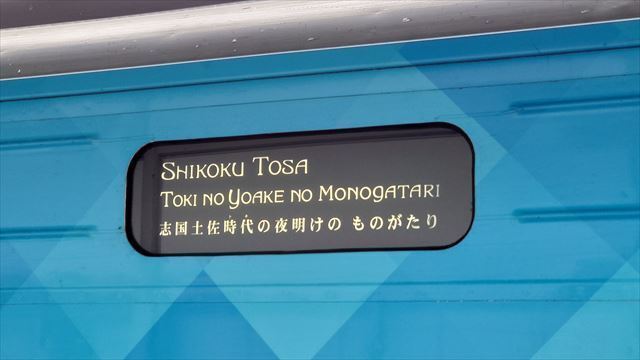 SHIKOKU TOSA
TOKI NO YOAKE NO MONOGATARI
志国土佐時代の夜明けの ものがたり